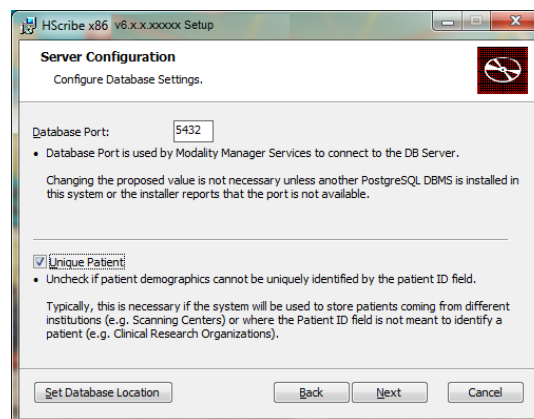 HScribe x86 v6.x.x.xxxxx Setup
Server Configuration
Configure Database Settings.
Database Port: 5432
• Database Port is used by Modality Manager Services to connect to the DB Server.
Changing the proposed value is not necessary unless another PostgreSQL DBMS is installed in
this system or the installer reports that the port is not available.
Unique Patient
• Uncheck if patient demographics cannot be uniquely identified by the patient ID field.
Typically, this is necessary if the system will be used to store patients coming from different
institutions (e.g. Scanning Centers) or where the Patient ID field is not meant to identify a
patient (e.g. Clinical Research Organizations).
Set Database Location Back Next Cancel